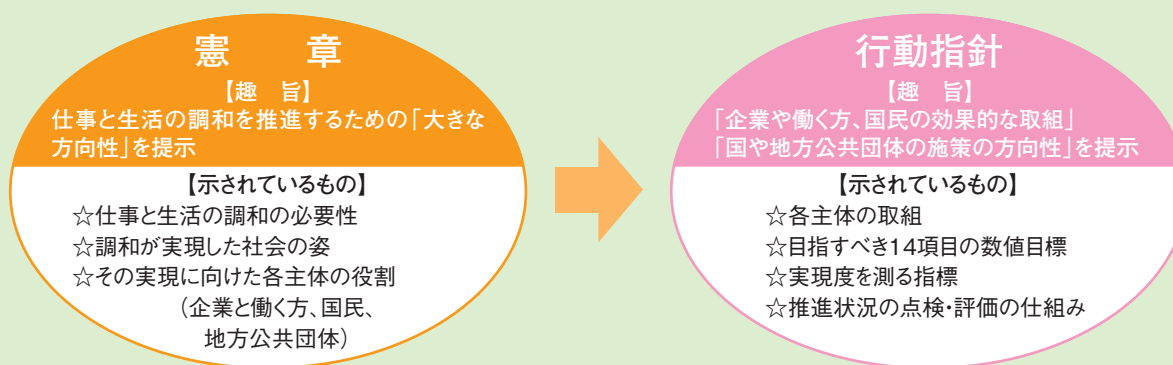 憲　章
【趣　旨】
仕事と生活の調和を推進するための「大きな
方向性」を提示
【示されているもの】
☆仕事と生活の調和の必要性
☆調和が実現した社会の姿
☆その実現に向けた各主体の役割
（企業と働く方、国民、
地方公共団体）
行動指針
【趣　旨】
「企業や働く方、国民の効果的な取組」
「国や地方公共団体の施策の方向性」を提示
【示されているもの】
☆各主体の取組
☆目指すべき14項目の数値目標
☆実現度を測る指標
☆推進状況の点検・評価の仕組み